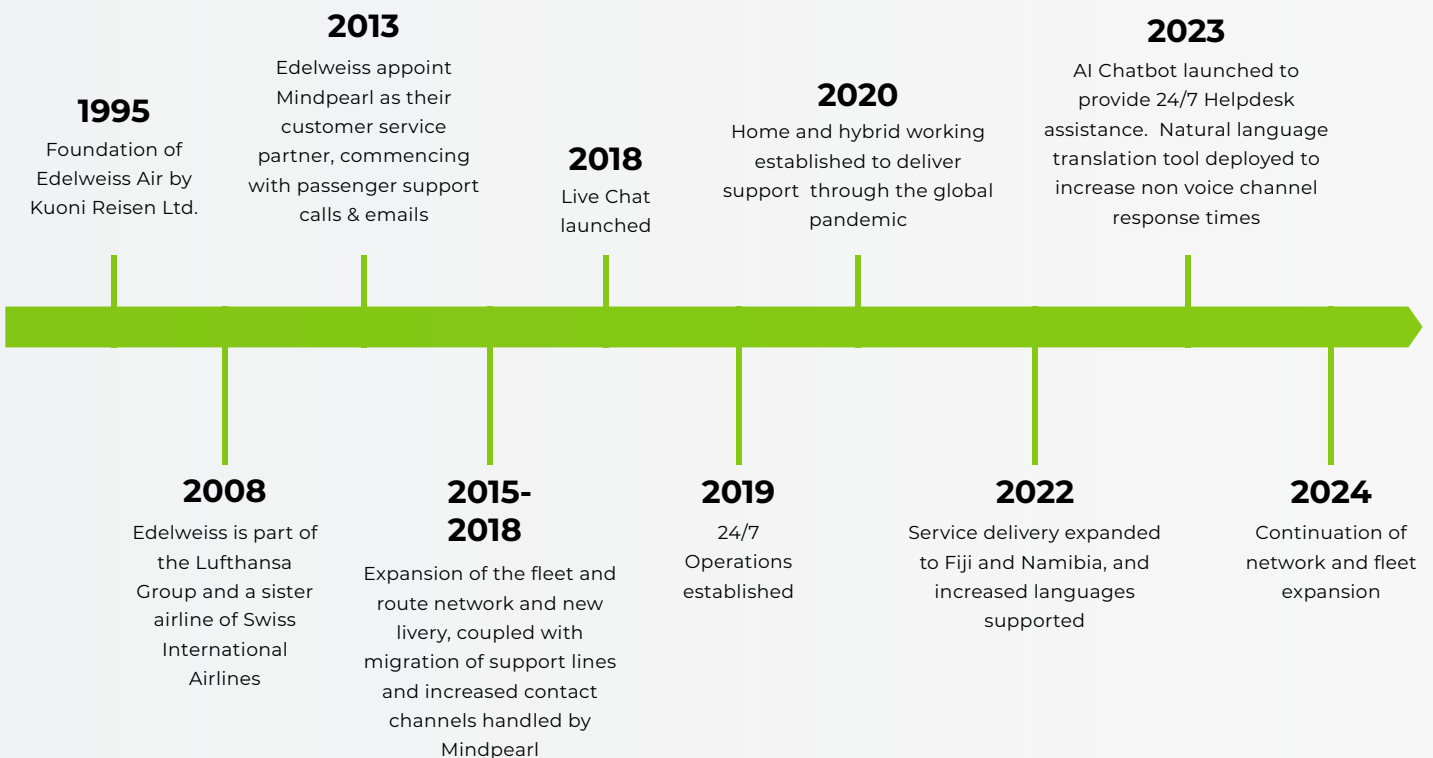 1995
Foundation of
Edelweiss Air by
Kuoni Reisen Ltd.
2008
Edelweiss is part of
the Lufthansa
Group and a sister
airline of Swiss
International
Airlines
2013
Edelweiss appoint
Mindpearl as their
customer service
partner, commencing
with passenger support
calls & emails
2015-
2018
Expansion of the fleet and
route network and new
livery, coupled with
migration of support lines
and increased contact
channels handled by
Mindpearl
2018
Live Chat
launched
2019
24/7
Operations
established
2020
Home and hybrid working
established to deliver
support through the global
pandemic
2022
Service delivery expanded
to Fiji and Namibia, and
increased languages
supported
2023
AI Chatbot launched to
provide 24/7 Helpdesk
assistance. Natural language
translation tool deployed to
increase non voice channel
response times
2024
Continuation of
network and fleet
expansion